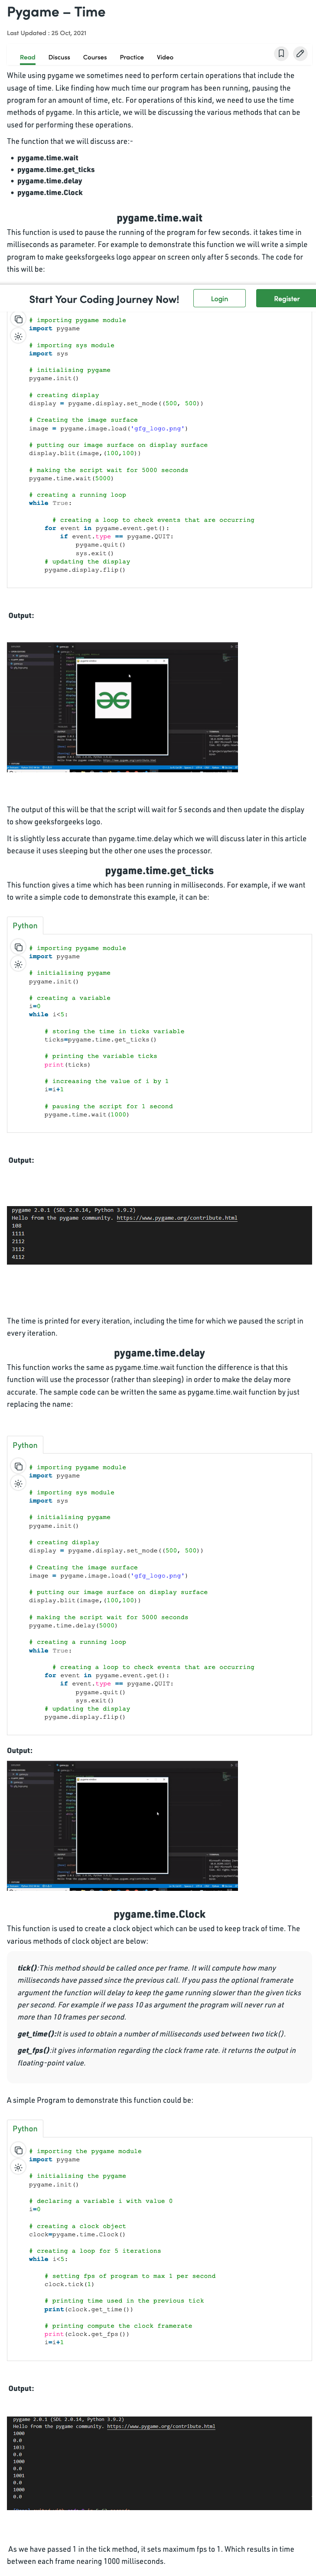 Pygame – Time
Last Updated : 25 Oct, 2021
Read Discuss Courses Practice Video
While using pygame we sometimes need to perform certain operations that include the
usage of time. Like finding how much time our program has been running, pausing the
program for an amount of time, etc. For operations of this kind, we need to use the time
methods of pygame. In this article, we will be discussing the various methods that can be
used for performing these operations.
The function that we will discuss are:-
• pygame.time.wait
• pygame.time.get_ticks
• pygame.time.delay
• pygame.time.Clock
pygame.time.wait
This function is used to pause the running of the program for few seconds. it takes time in
milliseconds as parameter. For example to demonstrate this function we will write a simple
program to make geeksforgeeks logo appear on screen only after 5 seconds. The code for
this will be:
Start Your Coding Journey Now! Login Register
# importing pygame module
import pygame
# importing sys module
import sys
# initialising pygame
pygame.init()
# creating display
display = pygame.display.set_mode((500, 500))
# Creating the image surface
image = pygame.image.load('gfg_logo.png')
# putting our image surface on display surface
display.blit(image,(100,100))
# making the script wait for 5000 seconds
pygame.time.wait(5000)
# creating a running loop
while True:
# creating a loop to check events that are occurring
for event in pygame.event.get():
if event.type == pygame.QUIT:
pygame.quit()
sys.exit()
# updating the display
pygame.display.flip()
Output:
The output of this will be that the script will wait for 5 seconds and then update the display
to show geeksforgeeks logo.
It is slightly less accurate than pygame.time.delay which we will discuss later in this article
because it uses sleeping but the other one uses the processor.
pygame.time.get_ticks
This function gives a time which has been running in milliseconds. For example, if we want
to write a simple code to demonstrate this example, it can be:
Python
# importing pygame module
import pygame
# initialising pygame
pygame.init()
# creating a variable
i=0
while i<5:
# storing the time in ticks variable
ticks=pygame.time.get_ticks()
# printing the variable ticks
print(ticks)
# increasing the value of i by 1
i=i+1
# pausing the script for 1 second
pygame.time.wait(1000)
Output:
pygame 2.0.1 (SDL 2.0.14, Python 3.9.2)
Hello from the pygame community. https://www.pygame.org/contribute.html
108
1111
2112
3112
4112
The time is printed for every iteration, including the time for which we paused the script in
every iteration.
pygame.time.delay
This function works the same as pygame.time.wait function the difference is that this
function will use the processor (rather than sleeping) in order to make the delay more
accurate. The sample code can be written the same as pygame.time.wait function by just
replacing the name:
Python
# importing pygame module
import pygame
# importing sys module
import sys
# initialising pygame
pygame.init()
# creating display
display = pygame.display.set_mode((500, 500))
# Creating the image surface
image = pygame.image.load('gfg_logo.png')
# putting our image surface on display surface
display.blit(image,(100,100))
# making the script wait for 5000 seconds
pygame.time.delay(5000)
# creating a running loop
while True:
# creating a loop to check events that are occurring
for event in pygame.event.get():
if event.type == pygame.QUIT:
pygame.quit()
sys.exit()
# updating the display
pygame.display.flip()
Output:
pygame.time.Clock
This function is used to create a clock object which can be used to keep track of time. The
various methods of clock object are below:
tick():This method should be called once per frame. It will compute how many
milliseconds have passed since the previous call. If you pass the optional framerate
argument the function will delay to keep the game running slower than the given ticks
per second. For example if we pass 10 as argument the program will never run at
more than 10 frames per second.
get_time():It is used to obtain a number of milliseconds used between two tick().
get_fps():it gives information regarding the clock frame rate. it returns the output in
floating-point value.
A simple Program to demonstrate this function could be:
Python
# importing the pygame module
import pygame
# initialising the pygame
pygame.init()
# declaring a variable i with value 0
i=0
# creating a clock object
clock=pygame.time.Clock()
# creating a loop for 5 iterations
while i<5:
# setting fps of program to max 1 per second
clock.tick(1)
# printing time used in the previous tick
print(clock.get_time())
# printing compute the clock framerate
print(clock.get_fps())
i=i+1
Output:
pygame 2.0.1 (SDL 2.0.14, Python 3.9.2)
Hello from the pygame community. https://www.pygame.org/contribute.html
1000
0.0
1033
0.0
1000
0.0
1001
0.0
1000
0.0
As we have passed 1 in the tick method, it sets maximum fps to 1. Which results in time
between each frame nearing 1000 milliseconds.